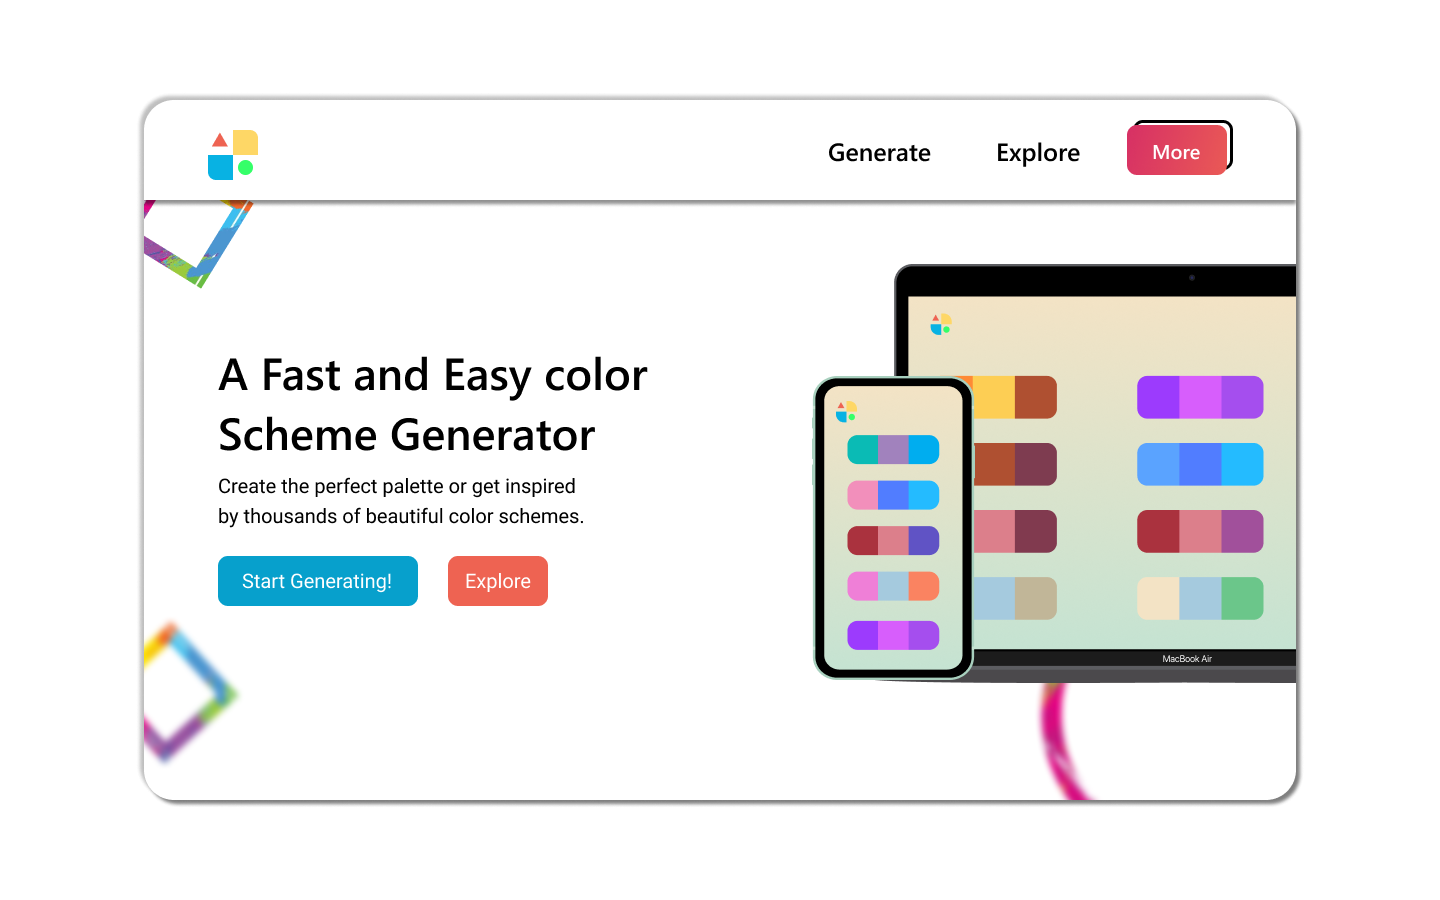 Generate
Explore
More
A Fast and Easy color
Scheme Generator
Create the perfect palette or get inspired
by thousands of beautiful color schemes.
Start Generating!
Explore
MacBook Air